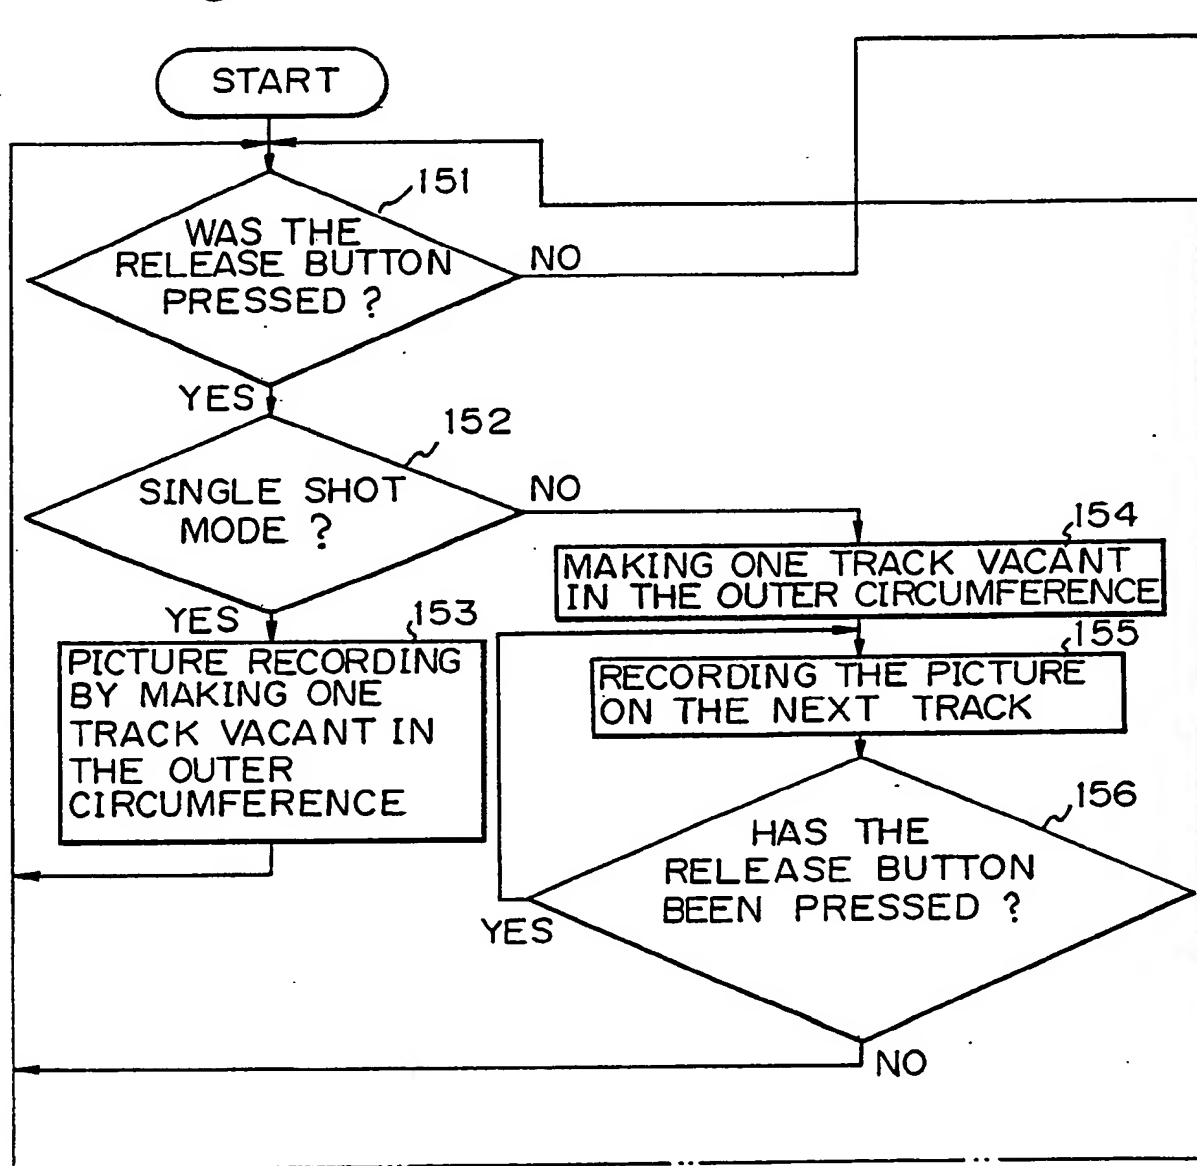 START
151
WAS THE
RELEASE BUTTON
PRESSED ?
NO
YES
152
SINGLE SHOT
MODE ?
NO
YES
153
PICTURE RECORDING
BY MAKING ONE
TRACK VACANT IN
THE OUTER
CIRCUMFERENCE
154
MAKING ONE TRACK VACANT
IN THE OUTER CIRCUMFERENCE
155
RECORDING THE PICTURE
ON THE NEXT TRACK
156
HAS THE
RELEASE BUTTON
BEEN PRESSED ?
YES
NO